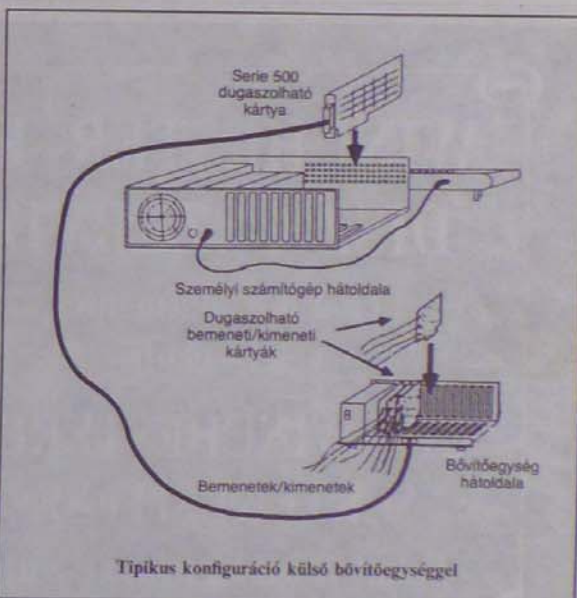 Serie 500
dugaszolható
kártya
Személyi számítógép hátoldala
Dugaszolható
bemeneti/kimeneti
kártyák
Bemenetek/kimenetek
Bővítőegység
hátoldala
Tipikus konfiguráció külső bővítőegységgel